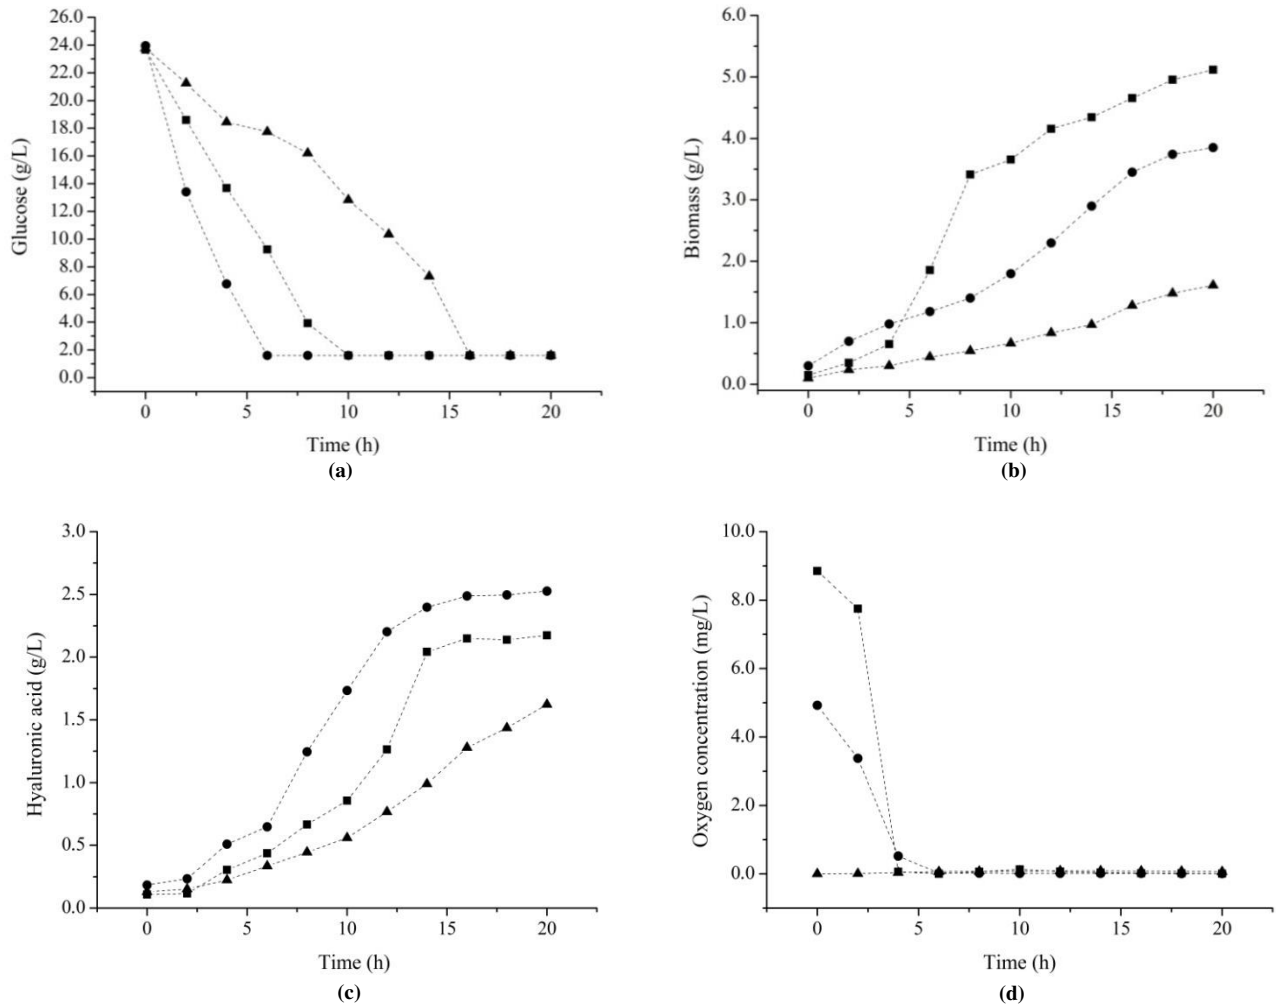 26.0
24.0
22.0
20.0
18.0
16.0
14.0
12.0
10.0
8.0
6.0
4.0
2.0
0.0
Glucose (g/L)
0 5 10 15 20
Time (h)
(a)
6.0
5.0
4.0
3.0
2.0
1.0
0.0
Biomass (g/L)
0 5 10 15 20
Time (h)
(b)
3.0
2.5
2.0
1.5
1.0
0.5
0.0
Hyaluronic acid (g/L)
0 5 10 15 20
Time (h)
(c)
10.0
8.0
6.0
4.0
2.0
0.0
Oxygen concentration (mg/L)
0 5 10 15 20
Time (h)
(d)